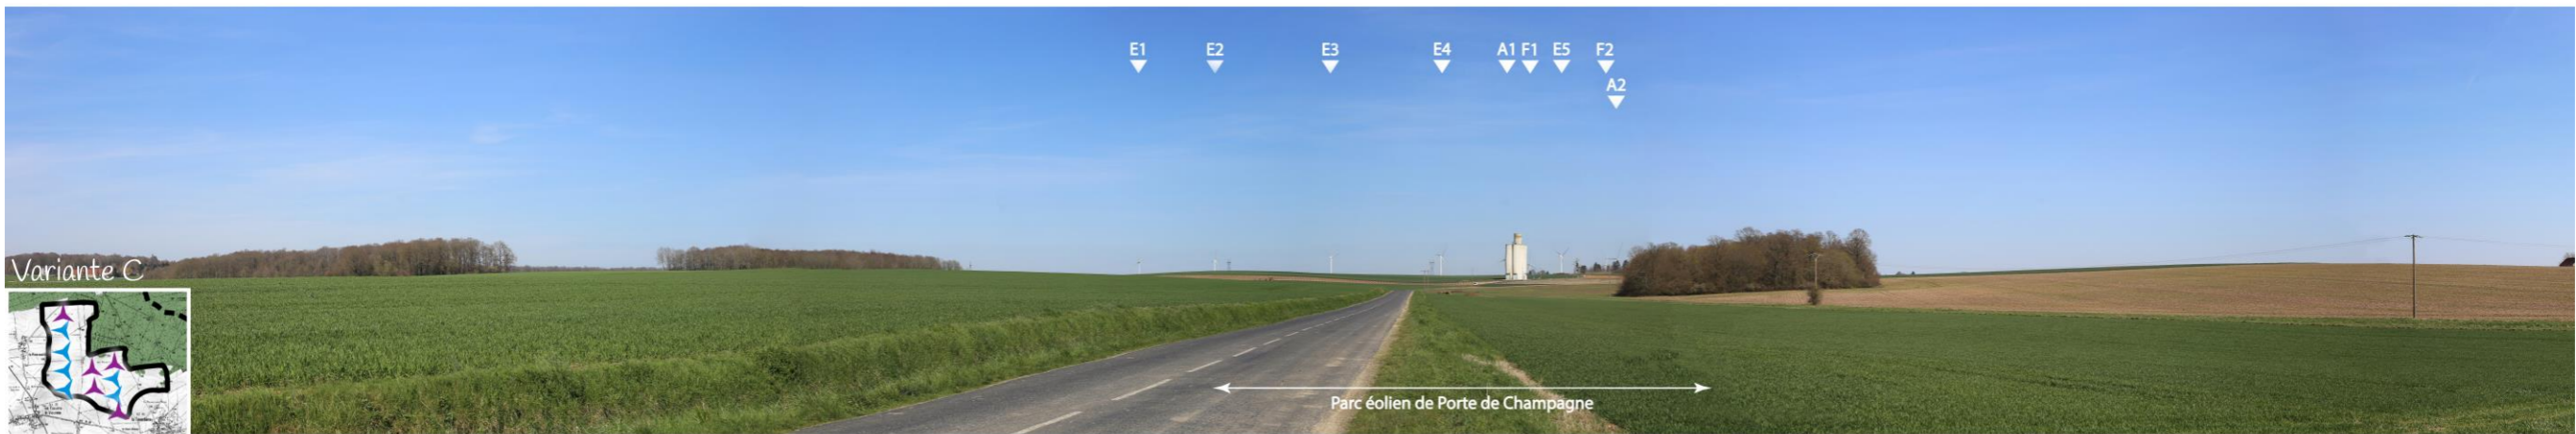 E1 E2 E3 E4 A1 F1 E5 F2
A2
Variante C
Parc éolien de Porte de Champagne